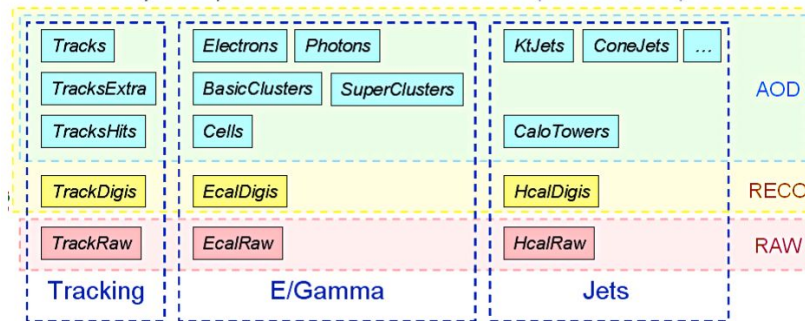 Tracks Electrons Photons KtJets ConeJets ...
TracksExtra BasicClusters SuperClusters AOD
TracksHits Cells CaloTowers
TrackDigis EcalDigis HcalDigis RECO
TrackRaw EcalRaw HcalRaw RAW
Tracking E/Gamma Jets